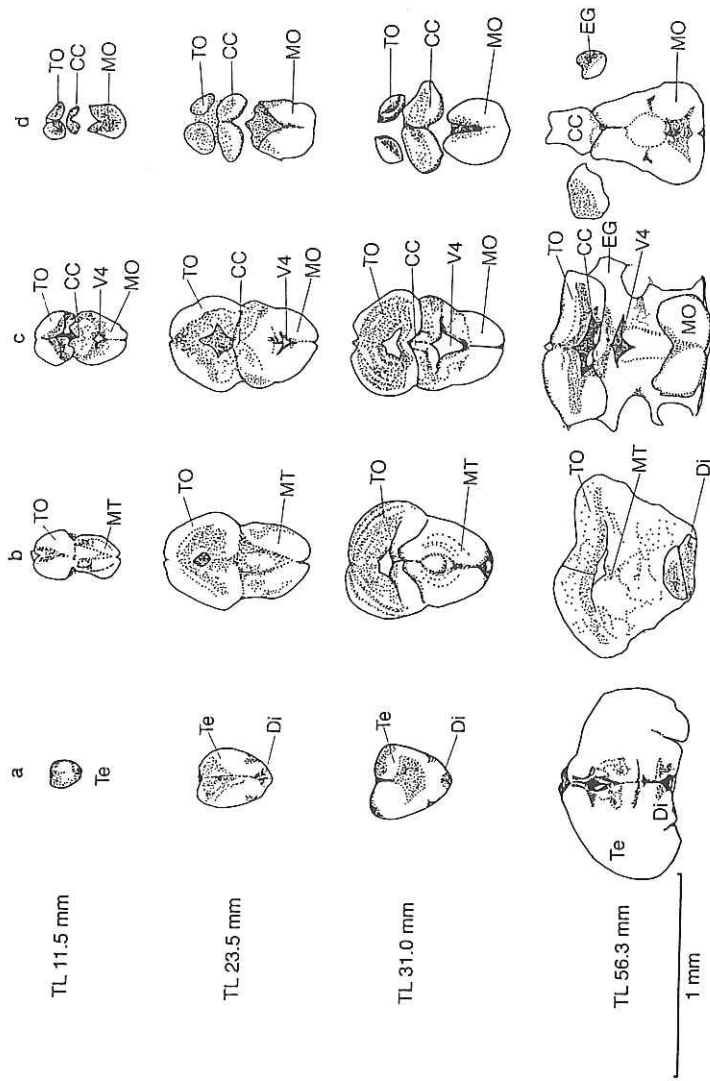 a b c d
TL 11.5 mm
Te
TO
MT
TO
CC
V4
MO
TO
CC
MO
TL 23.5 mm
Te
Di
TO
MT
TO
CC
V4
MO
TO
CC
MO
TL 31.0 mm
Te
Di
TO
MT
TO
CC
V4
MO
TO
CC
MO
TL 56.3 mm
Te
Di
TO
MT
Di
TO
CC
EG
V4
MO
CC
EG
MO
1 mm